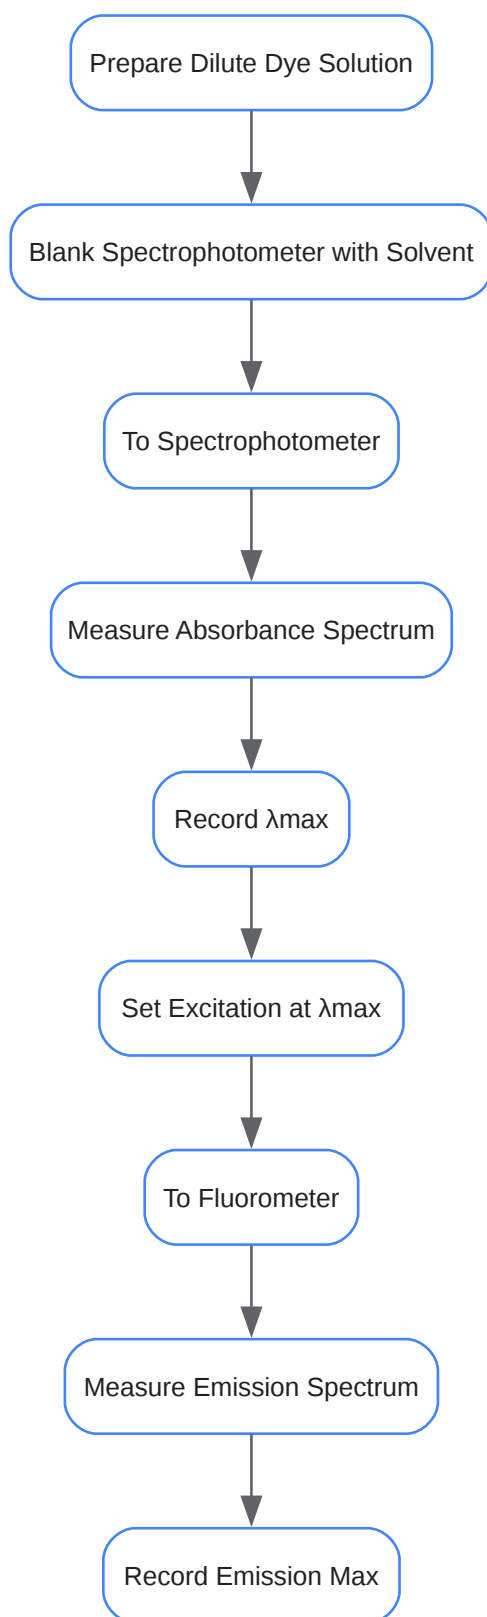 Prepare Dilute Dye Solution
Blank Spectrophotometer with Solvent
To Spectrophotometer
Measure Absorbance Spectrum
Record λmax
Set Excitation at λmax
To Fluorometer
Measure Emission Spectrum
Record Emission Max